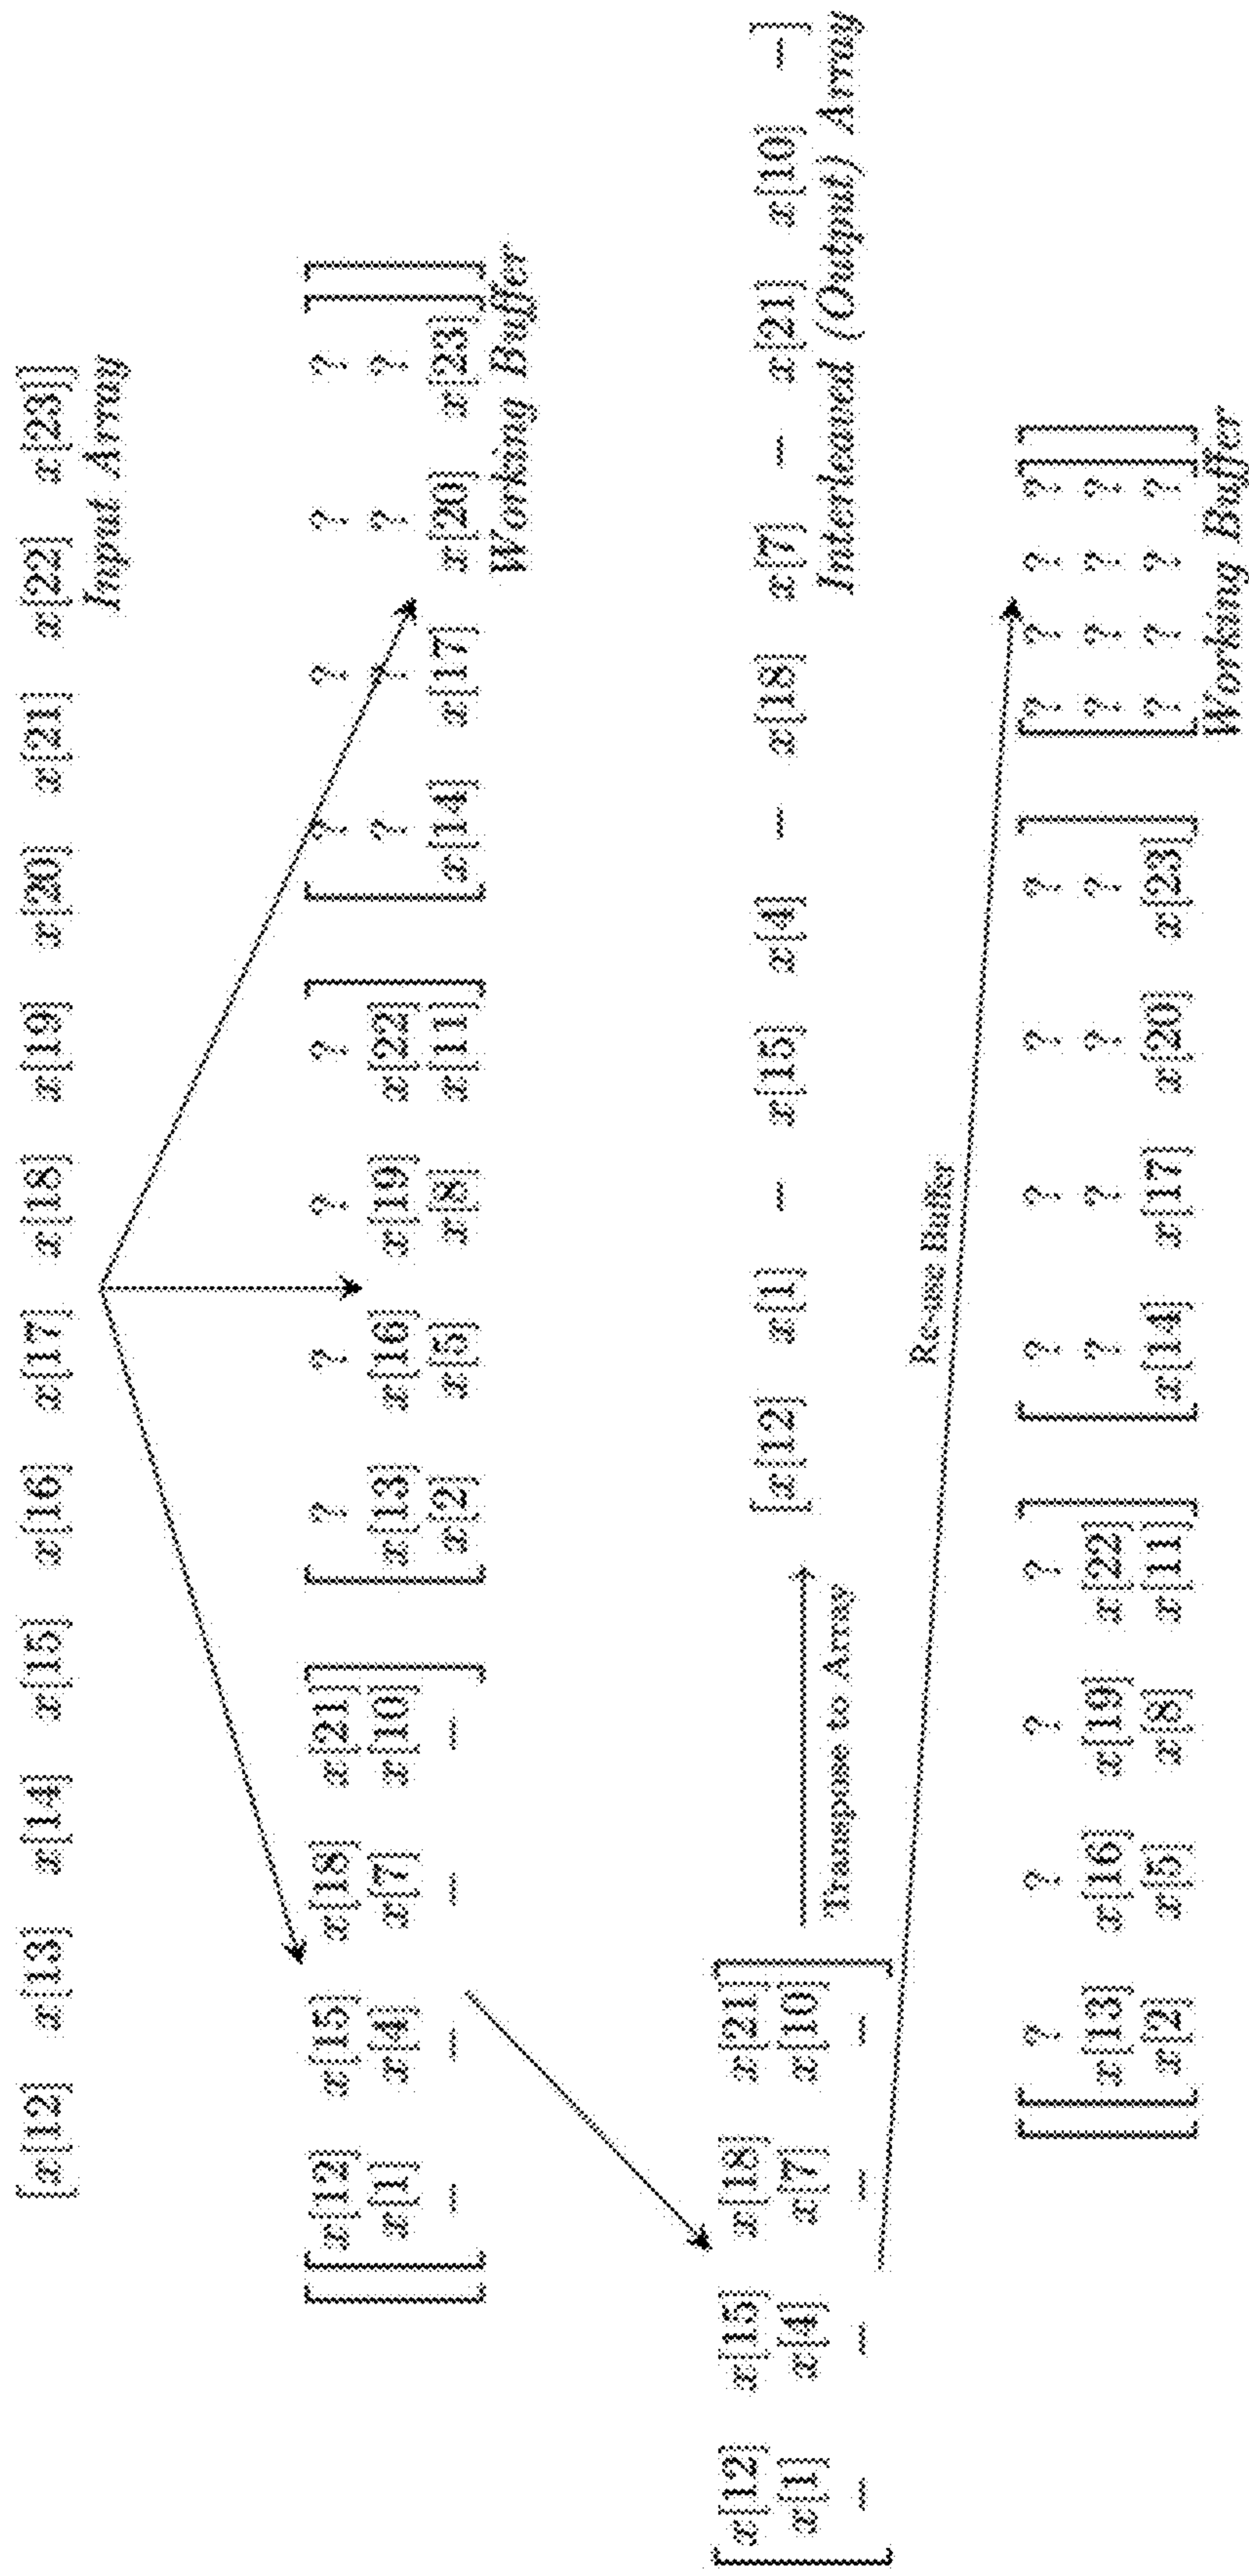 [x[12] x[13] x[14] x[15] x[16] x[17] x[18] x[19] x[20] x[21] x[22] x[23]]
Input Array
[[x[12] x[15] x[18] x[21]] [? ? ? ?] [? ? ? ?]]
x[1] x[4] x[7] x[10] x[13] x[16] x[19] x[22] ? ? ? ?
– – – – x[2] x[5] x[8] x[11] x[14] x[17] x[20] x[23]
Working Buffer
[x[12] x[15] x[18] x[21]]
x[1] x[4] x[7] x[10]
– – – –
Transpose to Array
[x[12] x[1] – x[15] x[4] – x[18] x[7] – x[21] x[10] –]
Interleaved (Output) Array
Re-use Buffer
[[? ? ? ?] [? ? ? ?] [? ? ? ?]]
x[13] x[16] x[19] x[22] ? ? ? ? ? ? ? ?
x[2] x[5] x[8] x[11] x[14] x[17] x[20] x[23] ? ? ? ?
Working Buffer